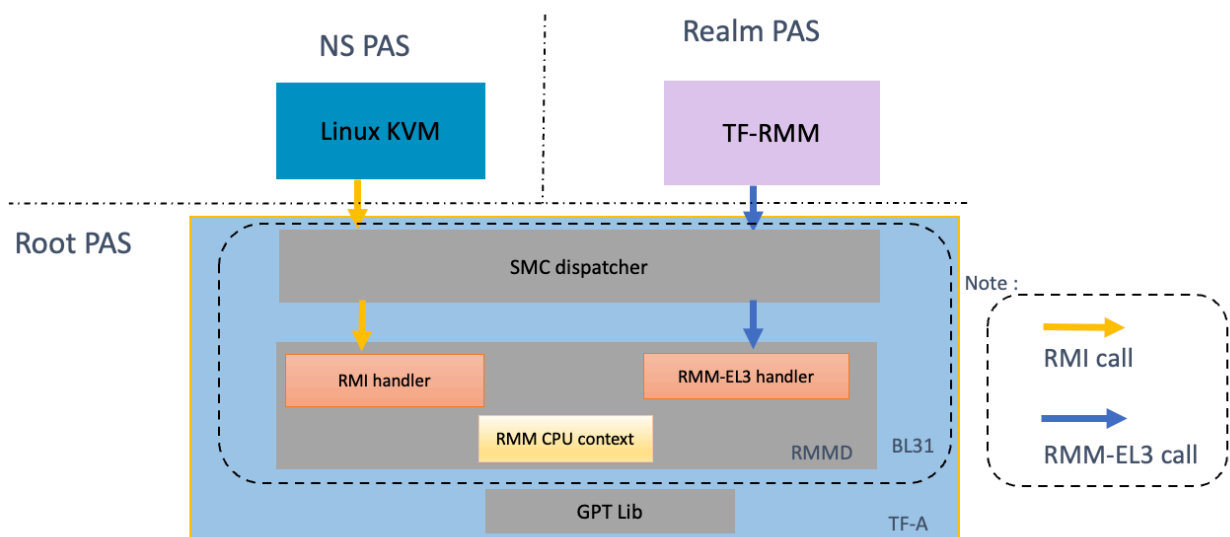 NS PAS
Realm PAS
Linux KVM
TF-RMM
Root PAS
SMC dispatcher
Note :
RMI call
RMI handler
RMM-EL3 handler
RMM CPU context
RMMD
BL31
RMM-EL3 call
GPT Lib
TF-A